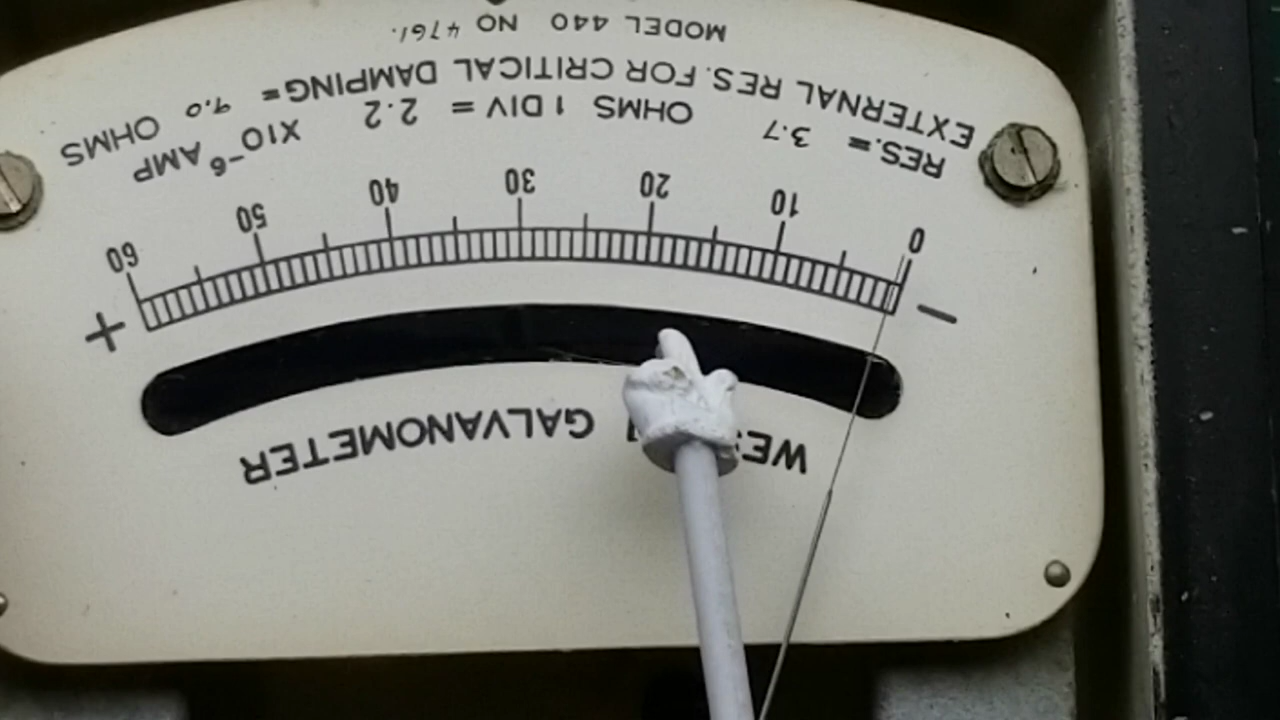 GALVANOMETER
− +
0 10 20 30 40 50 60
RES.= 3.7 OHMS 1 DIV = 2.2 X10⁻⁶ AMP
EXTERNAL RES. FOR CRITICAL DAMPING = 9.0 OHMS
MODEL 440 NO 4761.